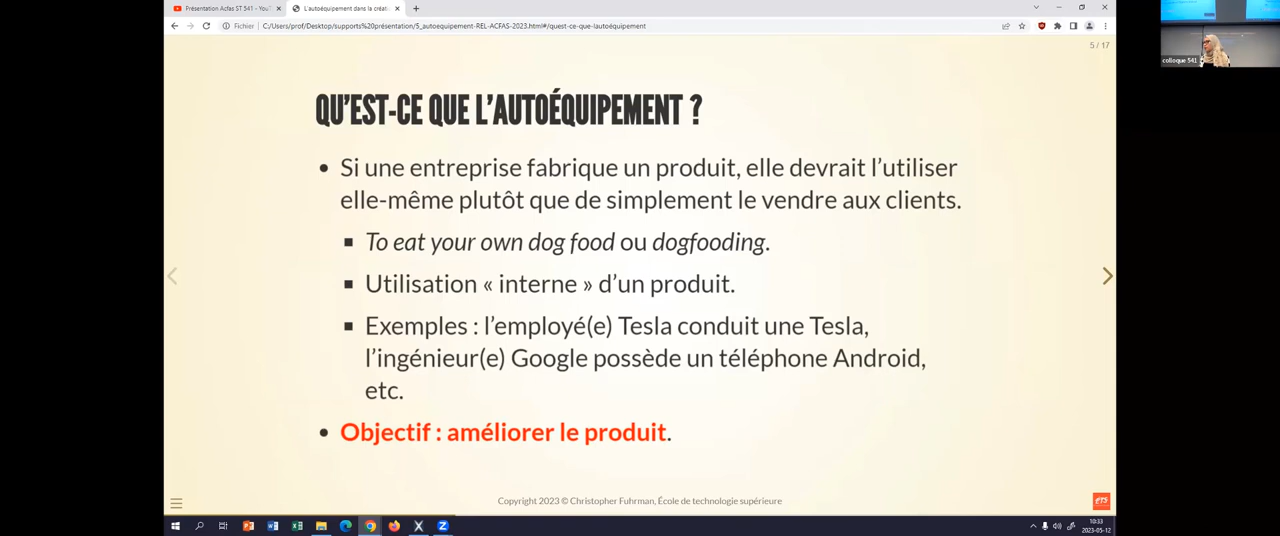 Présentation Acfas ST 541 - YouT
L'autoéquipement dans la créati
Fichier
C:/Users/prof/Desktop/supports%20présentation/5_autoequipement-REL-ACFAS-2023.html#/quest-ce-que-lautoéquipement
5 / 17
colloque 541
QU'EST-CE QUE L'AUTOÉQUIPEMENT ?
Si une entreprise fabrique un produit, elle devrait l'utiliser
elle-même plutôt que de simplement le vendre aux clients.
To eat your own dog food ou dogfooding.
Utilisation « interne » d'un produit.
Exemples : l'employé(e) Tesla conduit une Tesla,
l'ingénieur(e) Google possède un téléphone Android,
etc.
Objectif : améliorer le produit.
Copyright 2023 © Christopher Fuhrman, École de technologie supérieure
ÉTS
10:33
2023-05-12